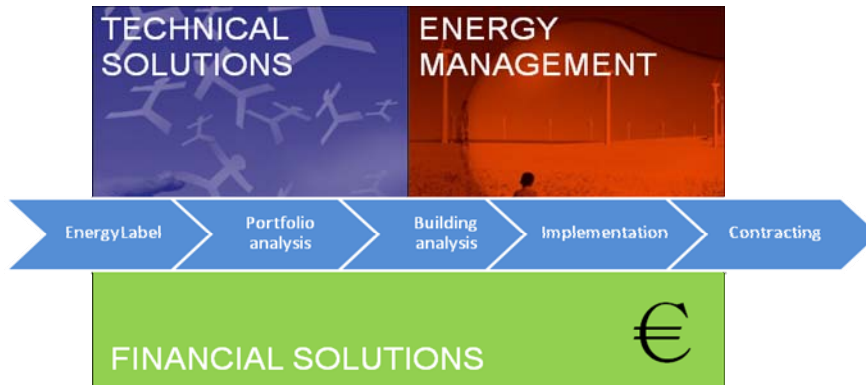 TECHNICAL
SOLUTIONS
ENERGY
MANAGEMENT
EnergyLabel
Portfolio
analysis
Building
analysis
Implementation
Contracting
FINANCIAL SOLUTIONS
€